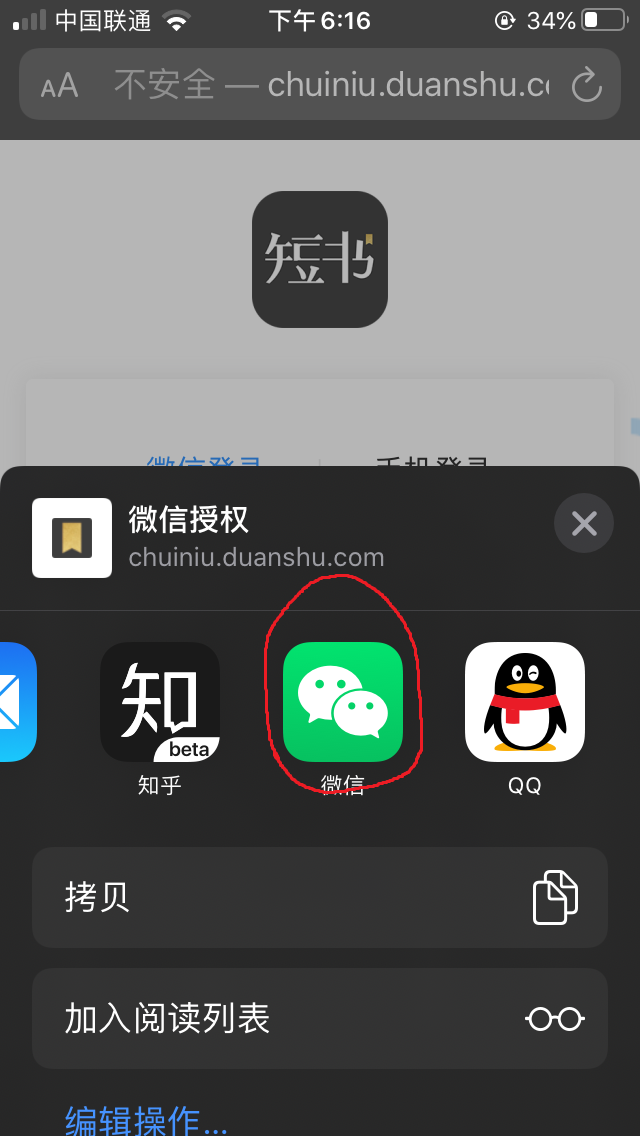 中国联通 下午6:16 34%
AA 不安全 — chuiniu.duanshu.c
短书
微信登录 手机登录
微信授权
chuiniu.duanshu.com
知
beta
知乎 微信 QQ
拷贝
加入阅读列表
编辑操作...